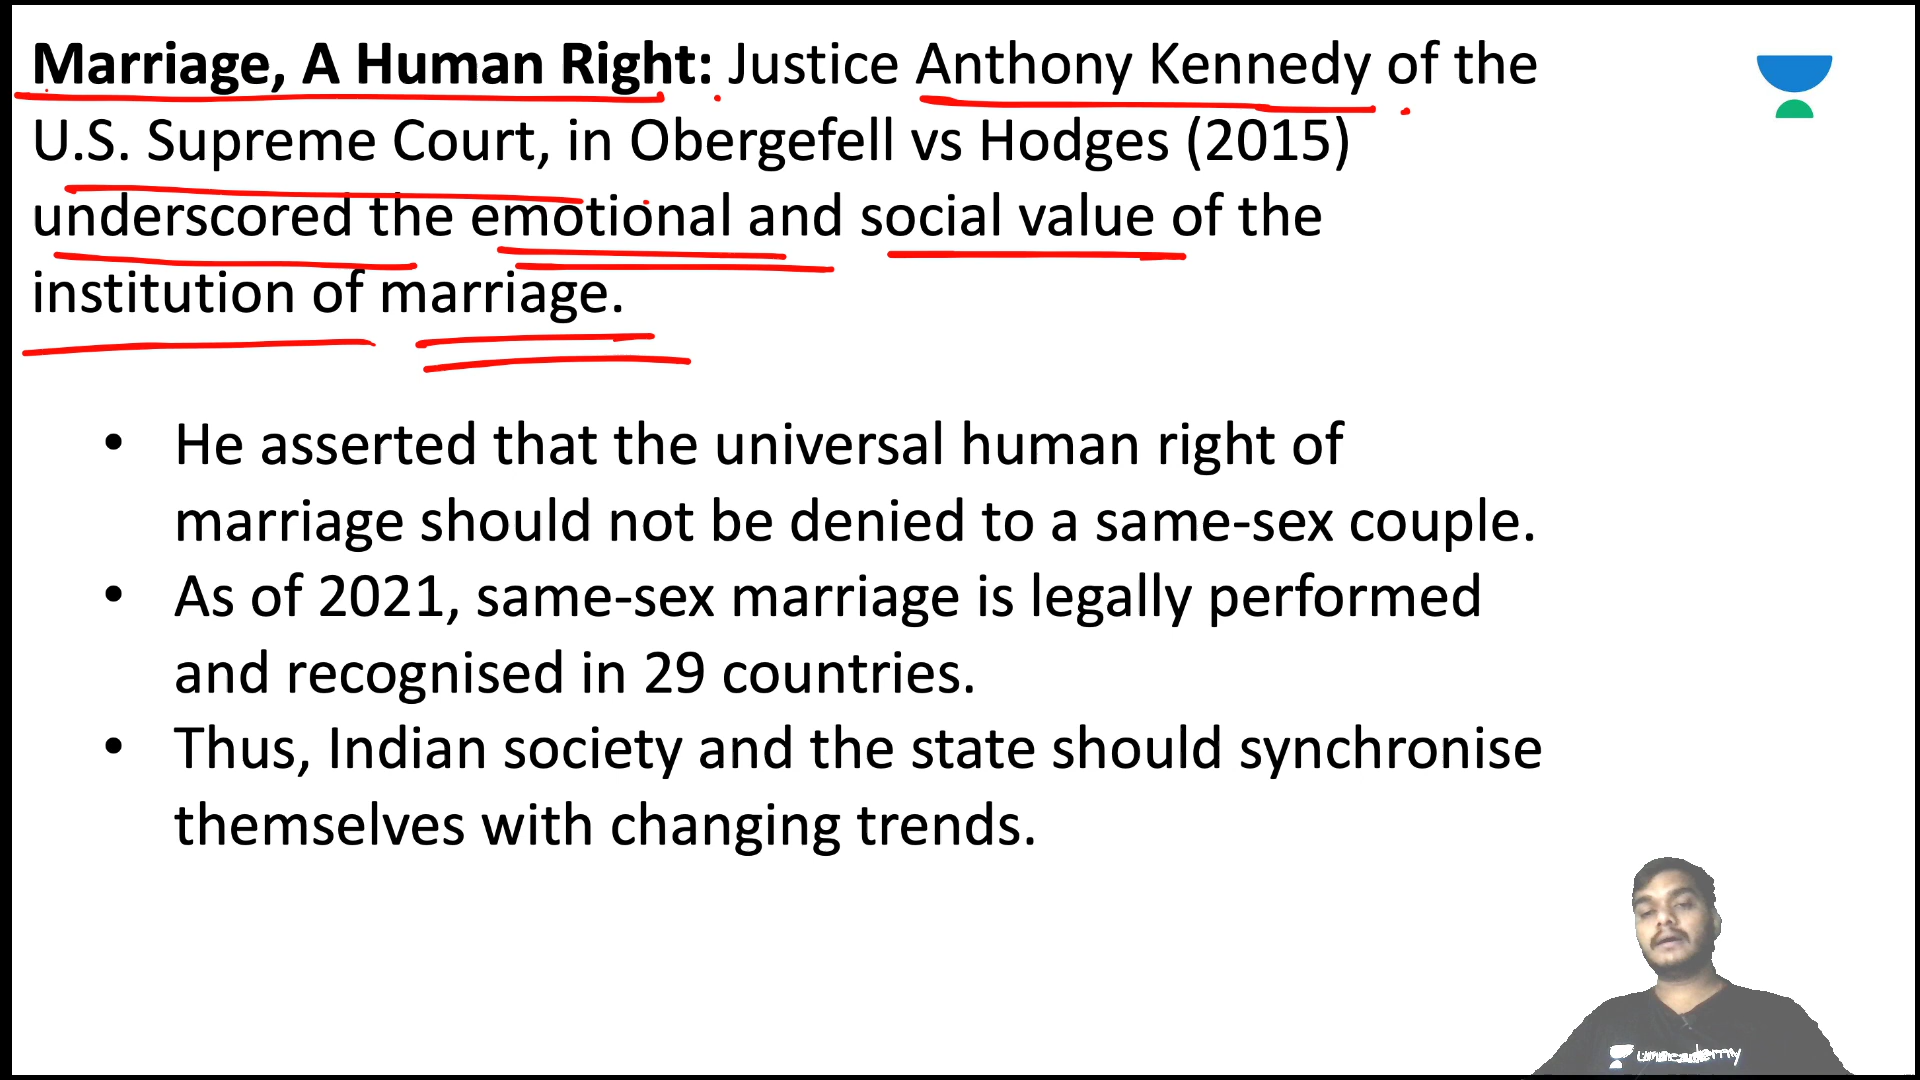 Marriage, A Human Right: Justice Anthony Kennedy of the
U.S. Supreme Court, in Obergefell vs Hodges (2015)
underscored the emotional and social value of the
institution of marriage.
• He asserted that the universal human right of
marriage should not be denied to a same-sex couple.
• As of 2021, same-sex marriage is legally performed
and recognised in 29 countries.
• Thus, Indian society and the state should synchronise
themselves with changing trends.
unacademy